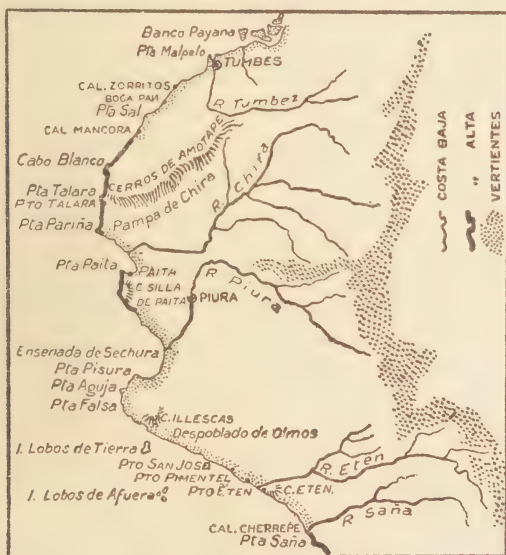 Banco Payana
Pta Malpelo
TUMBES
CAL. ZORRITOS
BOCA PAN
Pta Sal
R Tumbez
CAL MANCORA
Cabo Blanco
CERROS DE AMOTAPE
Pta Talara
PTO TALARA
Pampa de Chira
R. Chira
Pta Pariña
Pta Paita
PAITA
C SILLA
DE PAITA
PIURA
R Piura
Ensenada de Sechura
Pta Pisura
Pta Aguja
Pta Falsa
C. ILLESCAS
Despoblado de Olmos
I. Lobos de Tierra
PTO SAN JOSE
PTO PIMENTEL
I. Lobos de Afuera
PTO ETEN
C. ETEN.
R. Eten
CAL. CHERREPE
Pta Saña
R Saña
COSTA BAJA
" ALTA
VERTIENTES